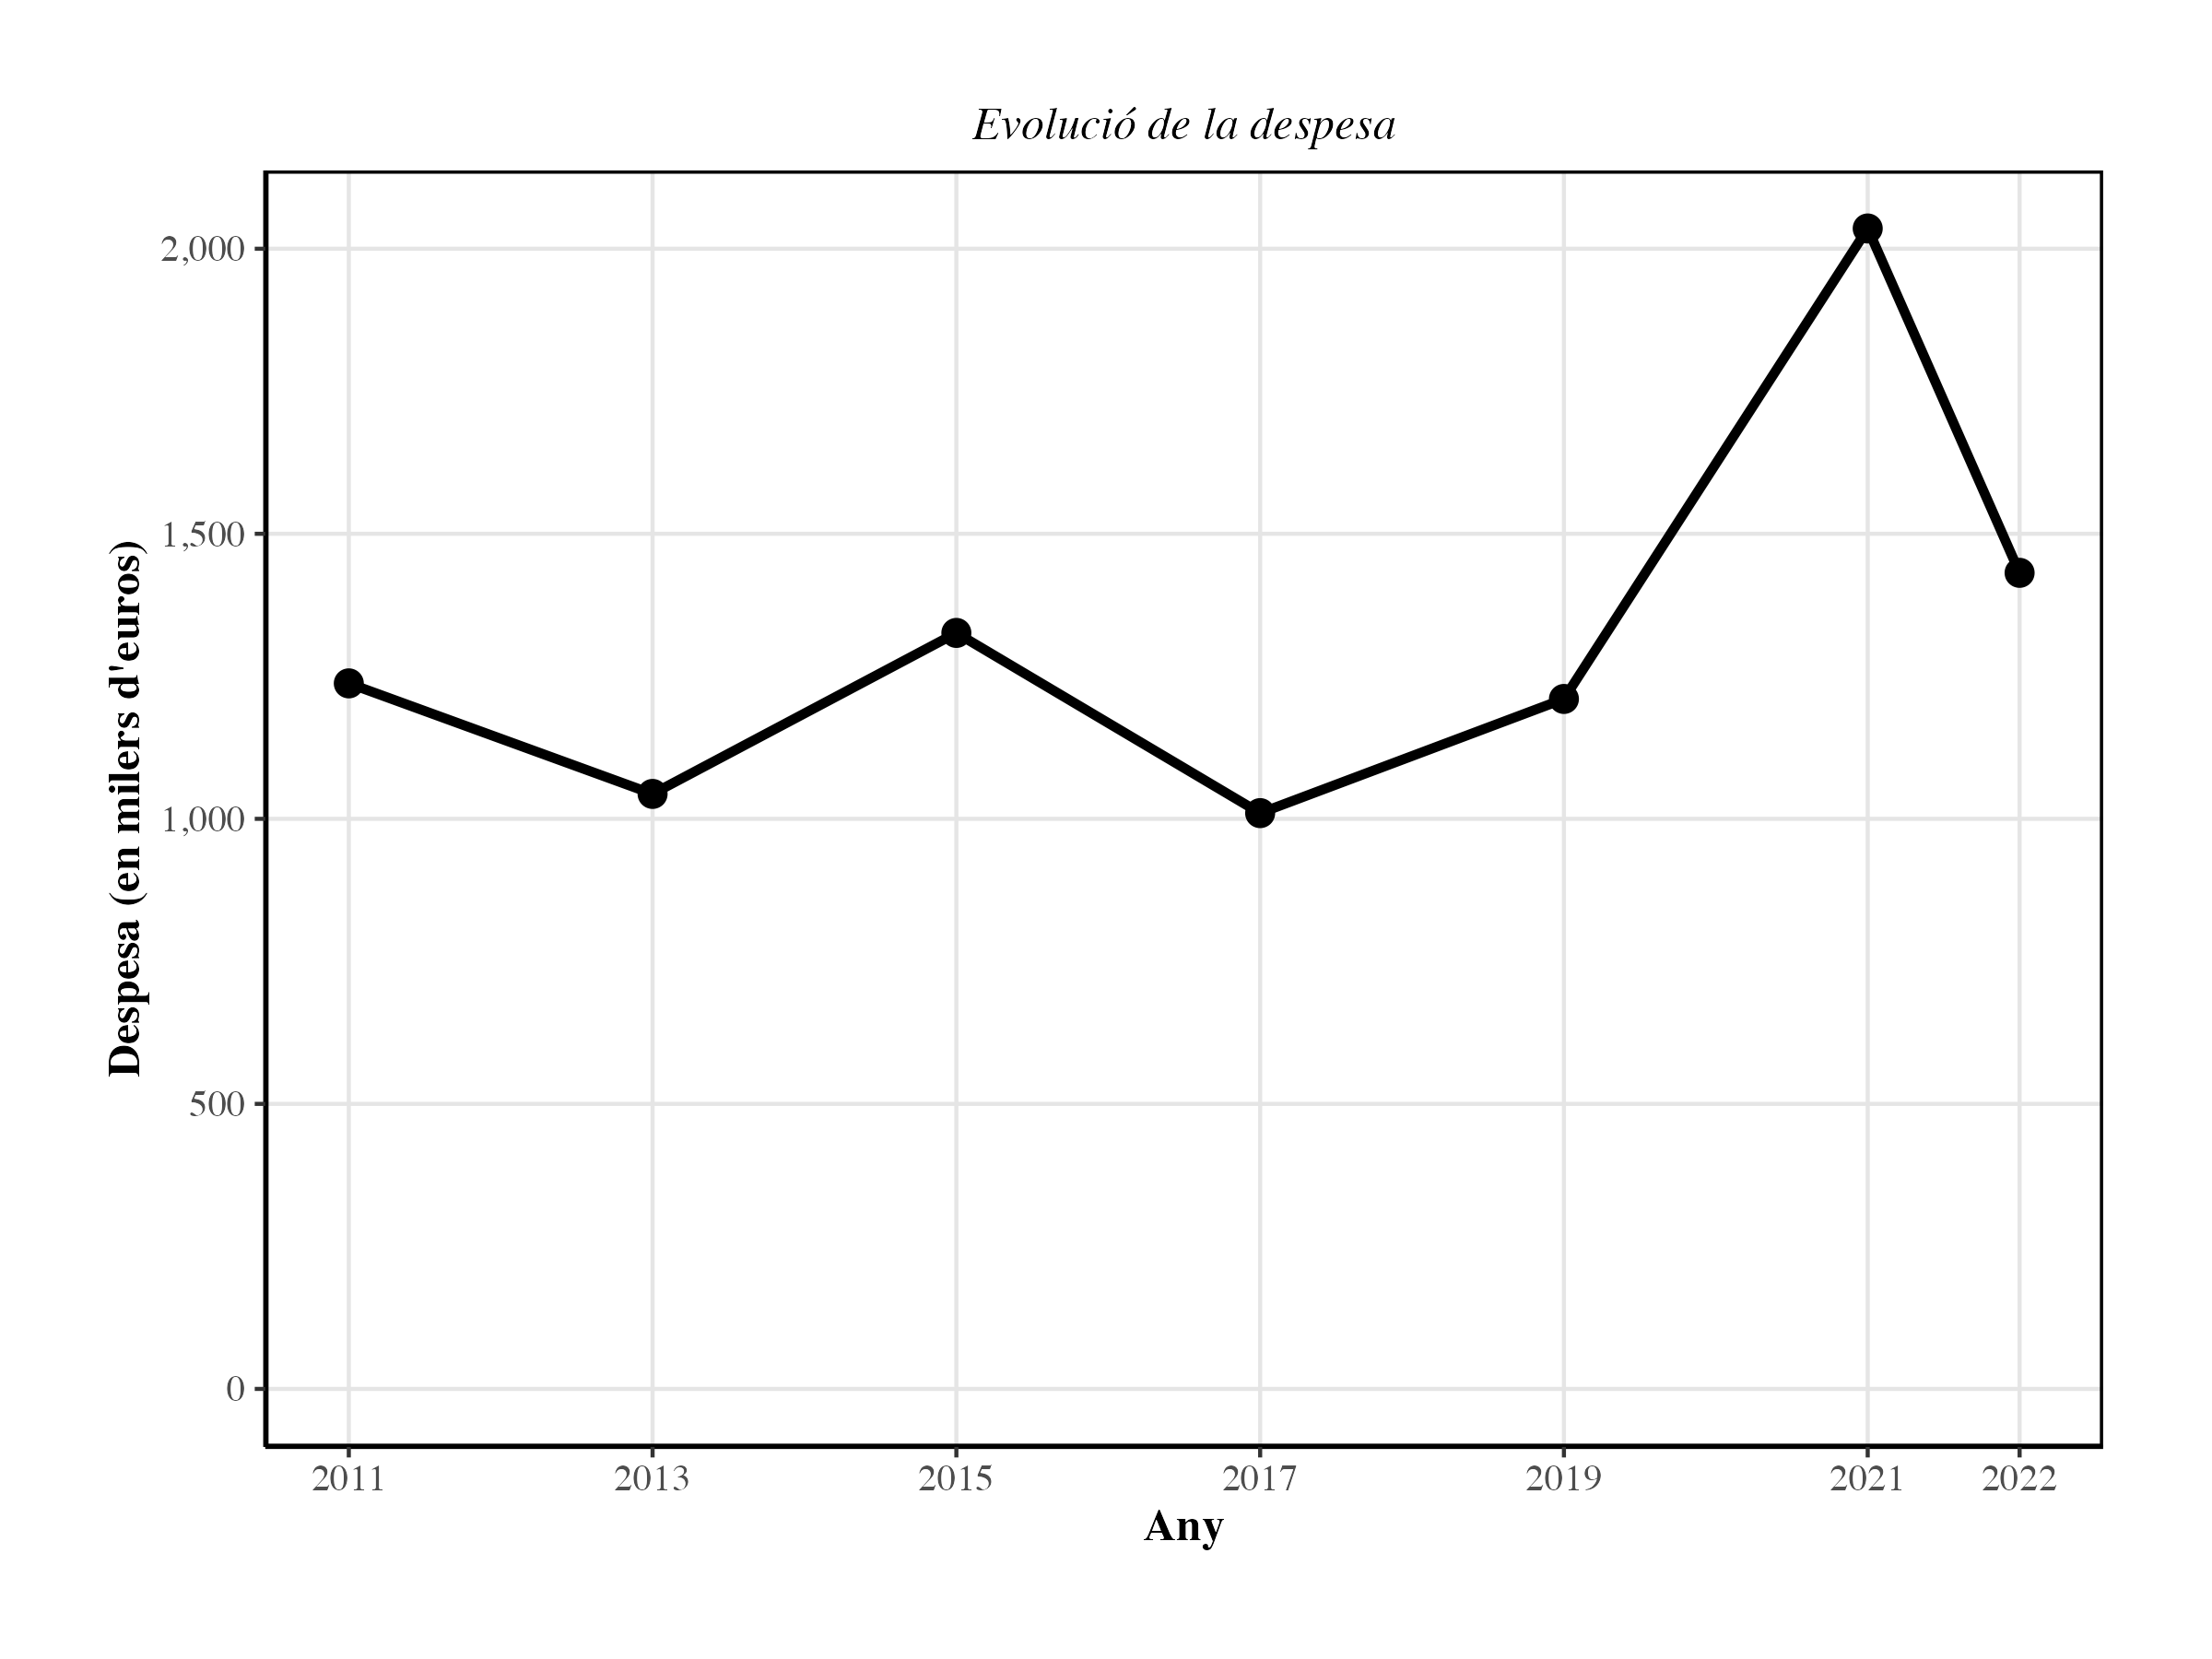 Evolució de la despesa
Despesa (en milers d'euros)
2,000
1,500
1,000
500
0
2011 2013 2015 2017 2019 2021 2022
Any